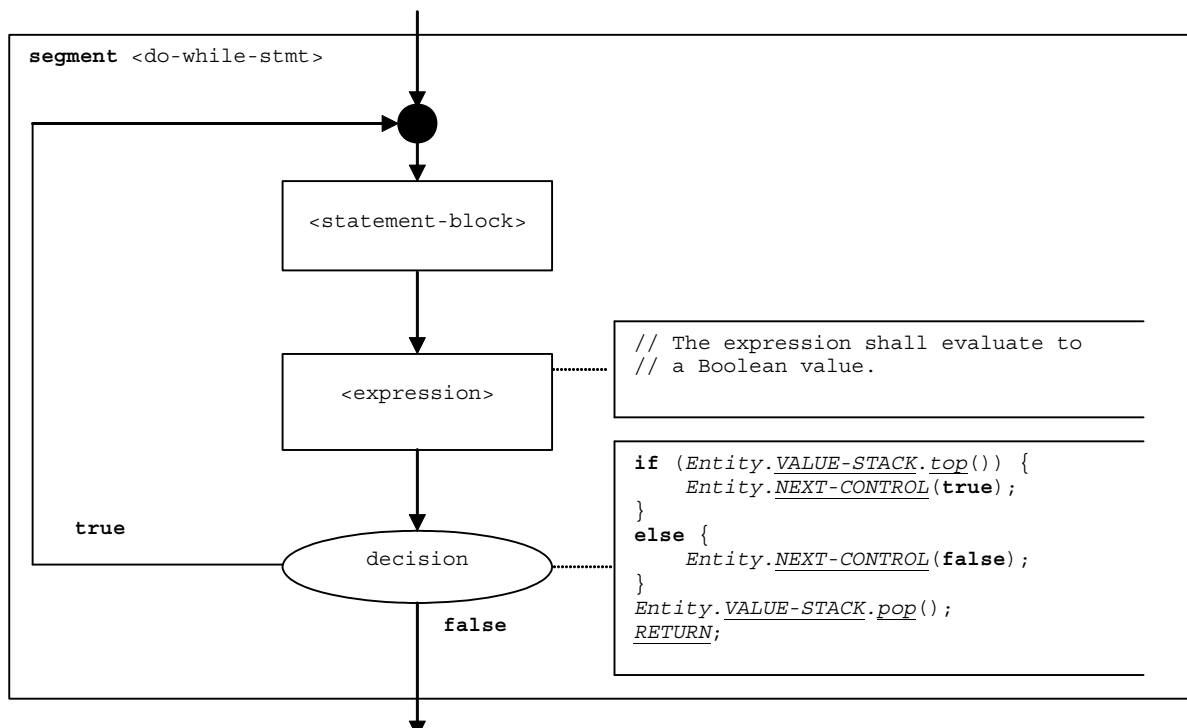 segment <do-while-stmt>
<statement-block>
// The expression shall evaluate to
// a Boolean value.
<expression>
if (Entity.VALUE-STACK.top()) {
    Entity.NEXT-CONTROL(true);
}
else {
    Entity.NEXT-CONTROL(false);
}
Entity.VALUE-STACK.pop();
RETURN;
true
decision
false